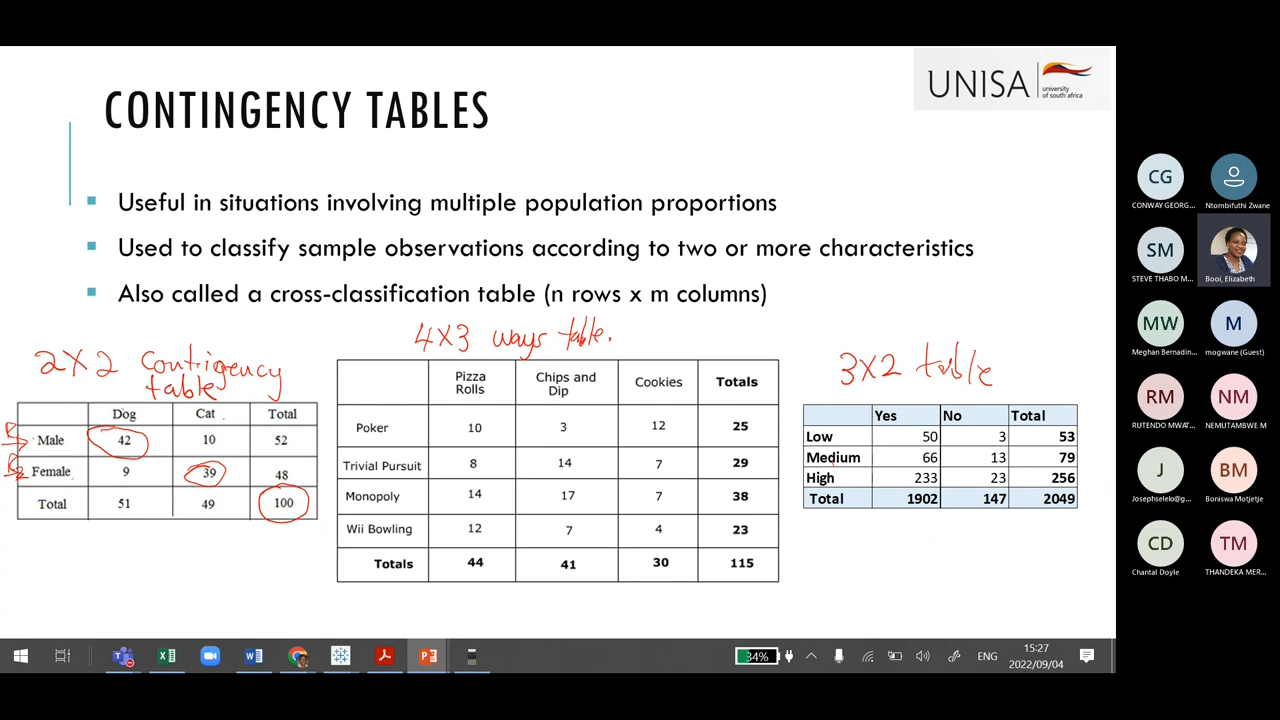 CONTINGENCY TABLES
UNISA
university
of south africa
Useful in situations involving multiple population proportions
Used to classify sample observations according to two or more characteristics
Also called a cross-classification table (n rows x m columns)
2X2 Contigency
table
Dog Cat Total
Male 42 10 52
Female 9 39 48
Total 51 49 100
4X3 ways table.
Pizza Rolls Chips and Dip Cookies Totals
Poker 10 3 12 25
Trivial Pursuit 8 14 7 29
Monopoly 14 17 7 38
Wii Bowling 12 7 4 23
Totals 44 41 30 115
3X2 table
Yes No Total
Low 50 3 53
Medium 66 13 79
High 233 23 256
Total 1902 147 2049
CG
CONWAY GEORG...
Ntombifuthi Zwane
SM
STEVE THABO M...
Booi, Elizabeth
MW
Meghan Bernadin...
M
mogwane (Guest)
RM
RUTENDO MWAT...
NM
NEMUTAMBWE M
J
Josephselelo@g...
BM
Boniswa Motjetje
CD
Chantal Doyle
TM
THANDEKA MER...
34%
ENG
15:27
2022/09/04